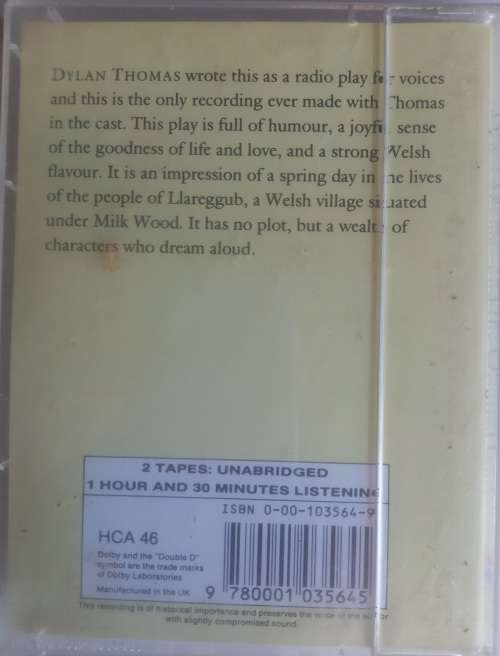 DYLAN THOMAS wrote this as a radio play for voices
and this is the only recording ever made with Thomas
in the cast. This play is full of humour, a joyful sense
of the goodness of life and love, and a strong Welsh
flavour. It is an impression of a spring day in the lives
of the people of Llareggub, a Welsh village situated
under Milk Wood. It has no plot, but a wealth of
characters who dream aloud.
2 TAPES: UNABRIDGED
1 HOUR AND 30 MINUTES LISTENING
ISBN 0-00-103564-9
HCA 46
Dolby and the "Double D"
symbol are the trade marks
of Dolby Laboratories
Manufactured in the UK
9 780001 035645
This recording is of historical importance and preserves the voice of the author
with slightly compromised sound.